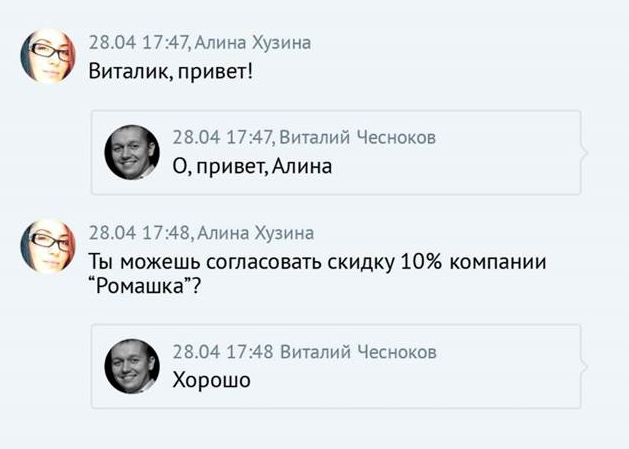 28.04 17:47, Алина Хузина
Виталик, привет!
28.04 17:47, Виталий Чесноков
О, привет, Алина
28.04 17:48, Алина Хузина
Ты можешь согласовать скидку 10% компании
“Ромашка”?
28.04 17:48 Виталий Чесноков
Хорошо